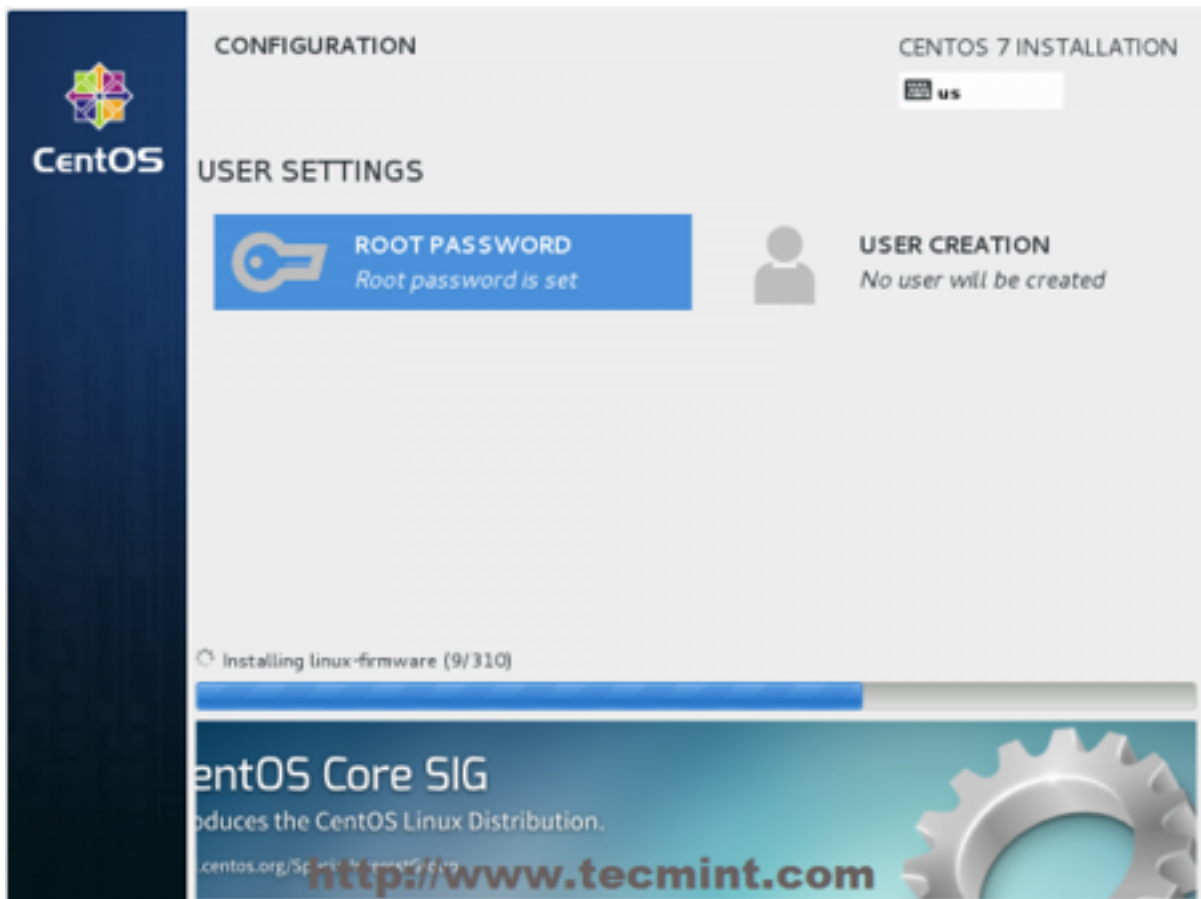 CONFIGURATION
CENTOS 7 INSTALLATION
us
CentOS
USER SETTINGS
ROOT PASSWORD
Root password is set
USER CREATION
No user will be created
Installing linux-firmware (9/310)
entOS Core SIG
oduces the CentOS Linux Distribution.
.centos.org/
http://www.tecmint.com